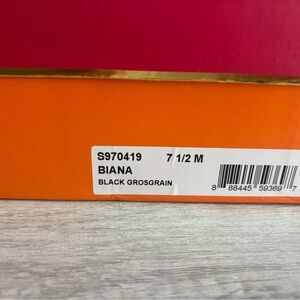 S970419 7 1/2 M
BIANA
BLACK GROSGRAIN
8 88445 59369 7